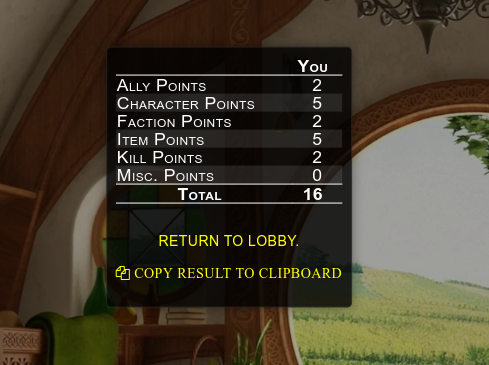 You
Ally Points 2
Character Points 5
Faction Points 2
Item Points 5
Kill Points 2
Misc. Points 0
Total 16
RETURN TO LOBBY.
COPY RESULT TO CLIPBOARD